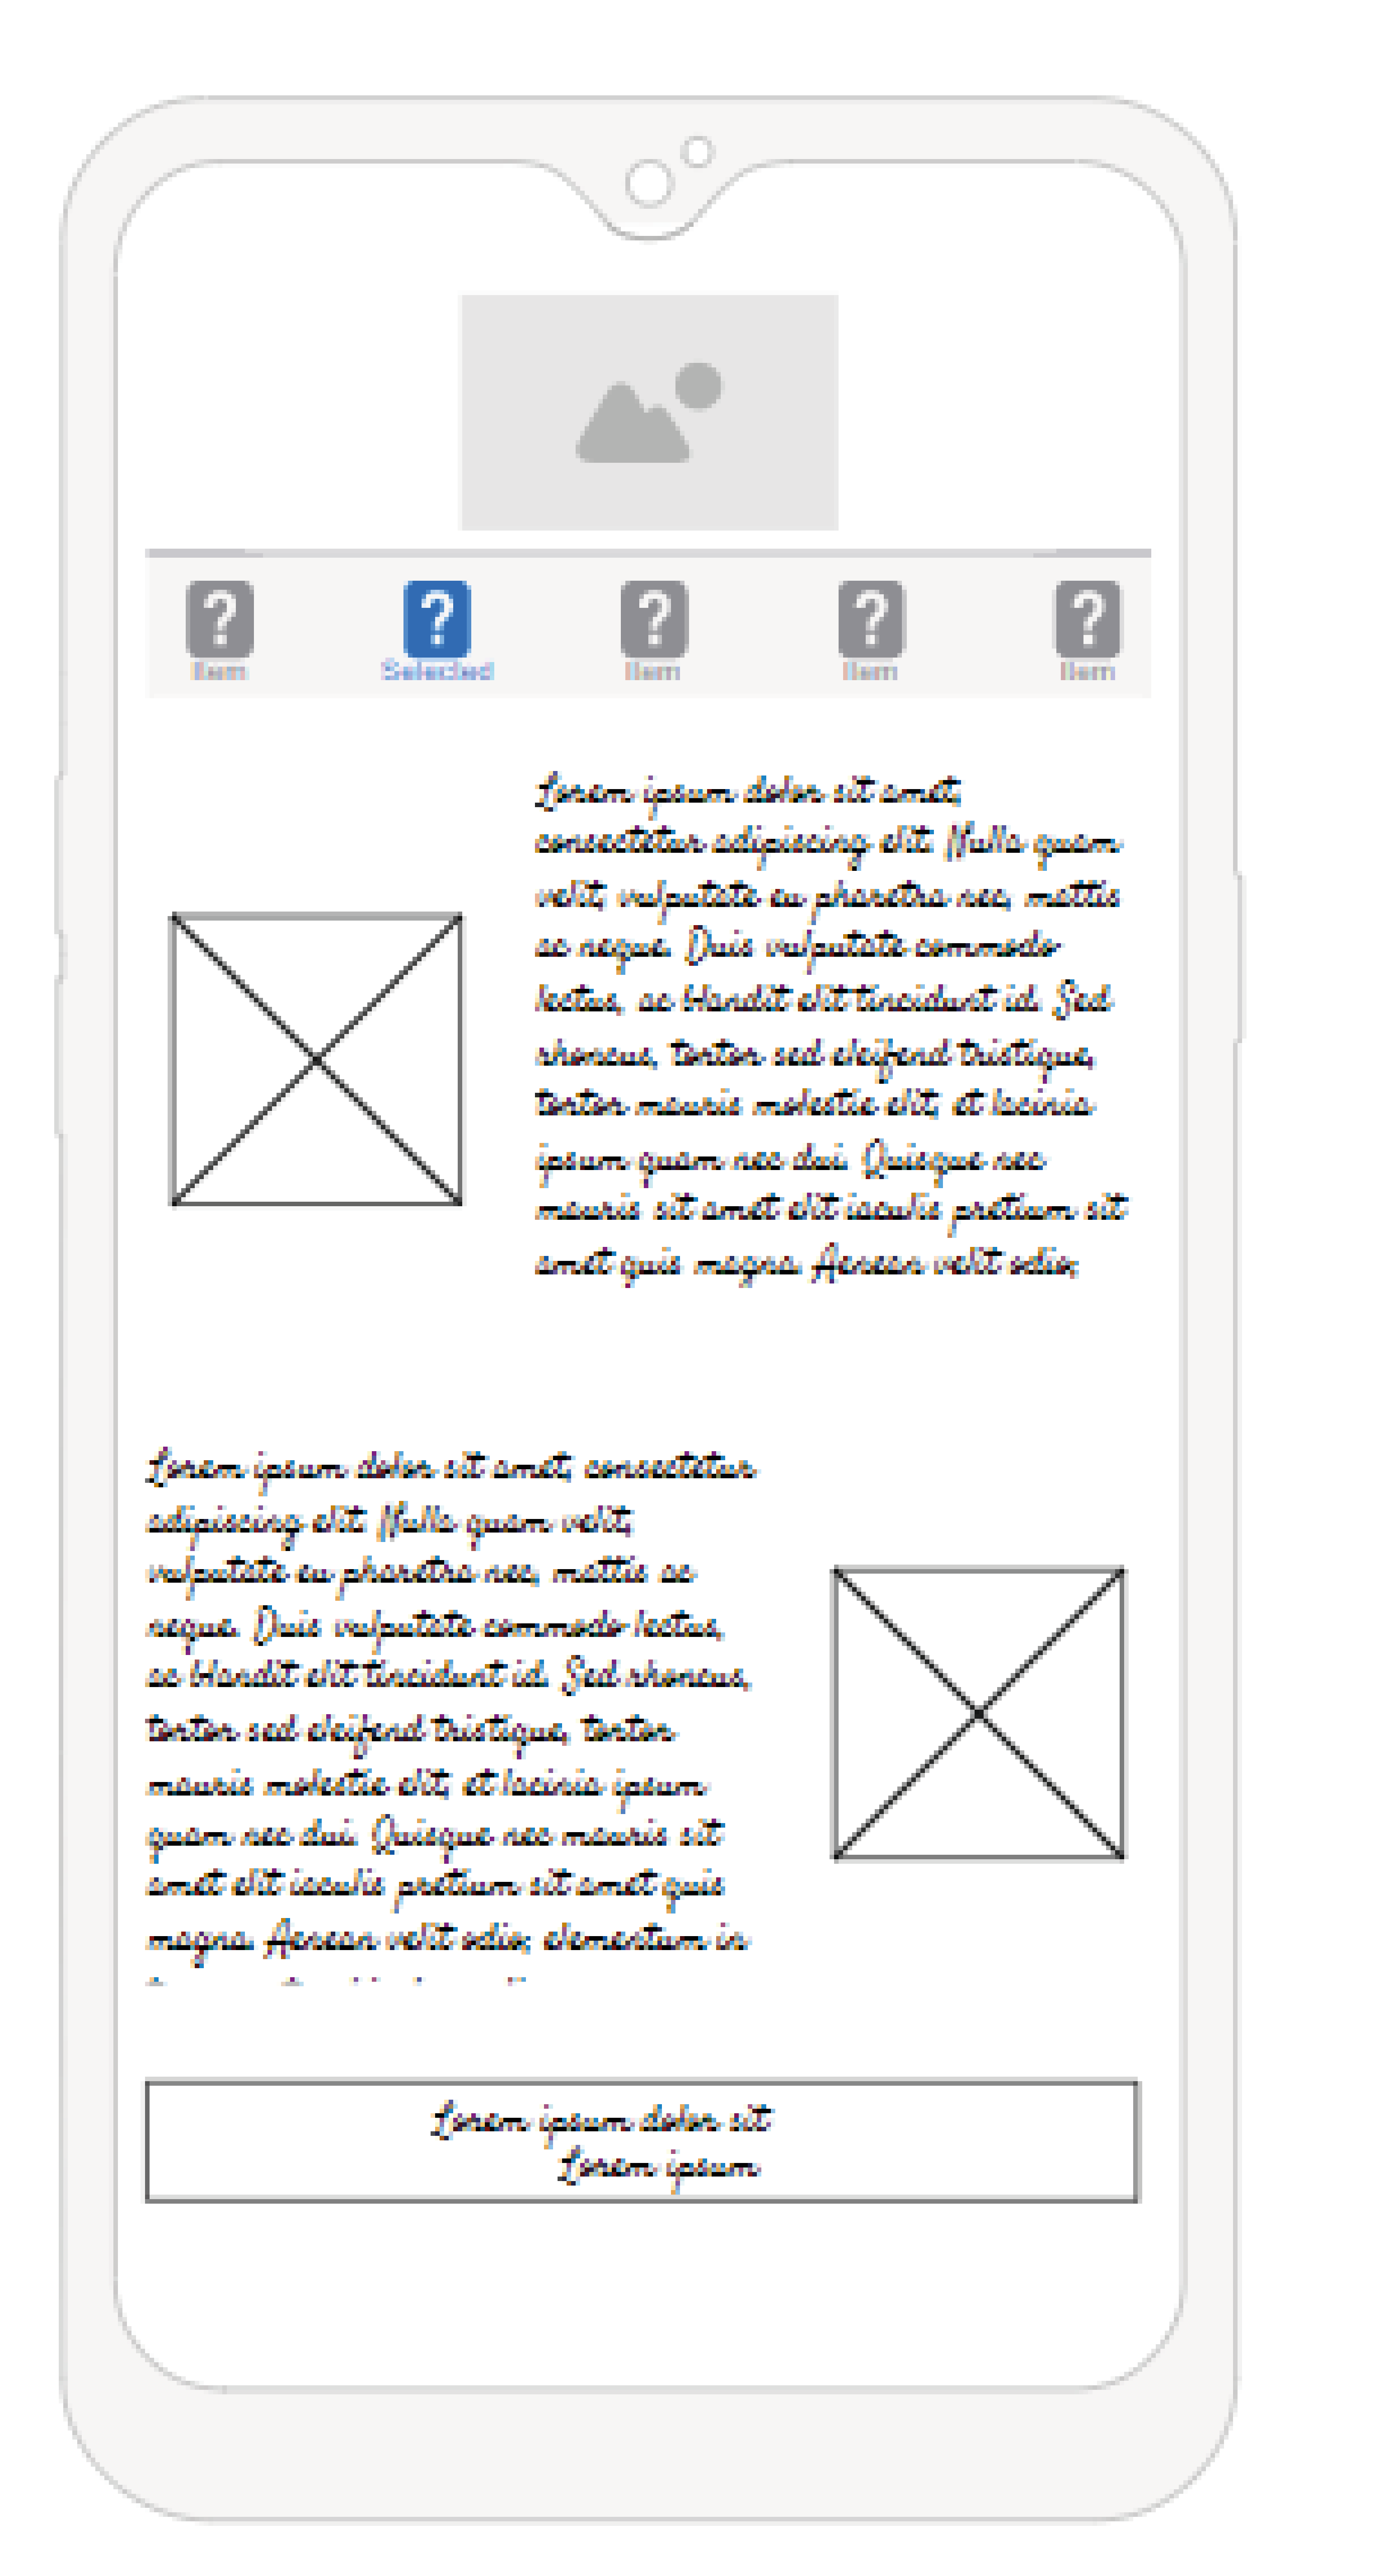 ? ? ? ? ?
Item Selected Item Item Item
Lorem ipsum dolor sit amet,
consectetur adipiscing elit. Nulla quam
velit, vulputate eu pharetra nec, mattis
ac neque. Duis vulputate commodo
lectus, ac blandit elit tincidunt id. Sed
rhoncus, tortor sed eleifend tristique,
tortor mauris molestie elit, et lacinia
ipsum quam nec dui. Quisque nec
mauris sit amet elit iaculis pretium sit
amet quis magna. Aenean velit odio,
Lorem ipsum dolor sit amet, consectetur
adipiscing elit. Nulla quam velit,
vulputate eu pharetra nec, mattis ac
neque. Duis vulputate commodo lectus,
ac blandit elit tincidunt id. Sed rhoncus,
tortor sed eleifend tristique, tortor
mauris molestie elit, et lacinia ipsum
quam nec dui. Quisque nec mauris sit
amet elit iaculis pretium sit amet quis
magna. Aenean velit odio, elementum in
Lorem ipsum dolor sit
Lorem ipsum